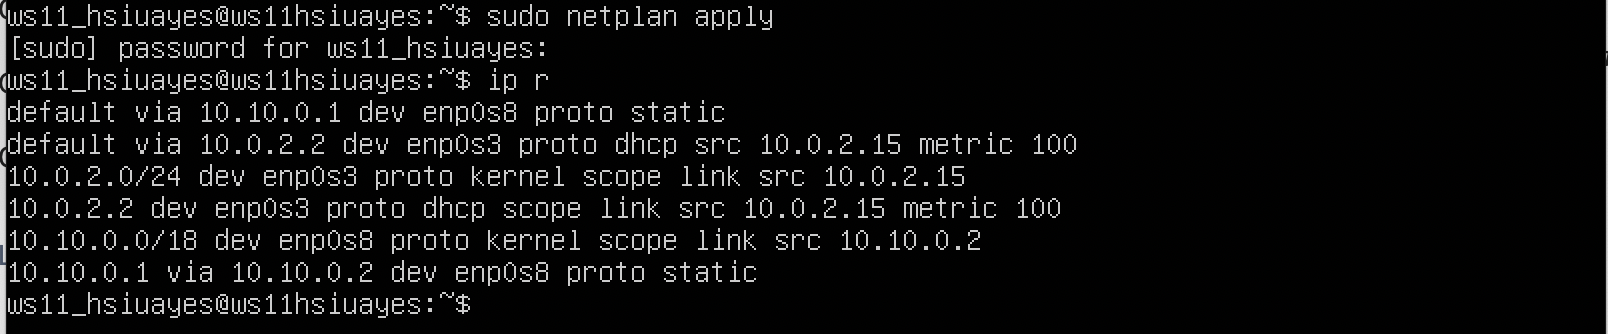 ws11_hsiuayes@ws11hsiuayes:~$ sudo netplan apply
[sudo] password for ws11_hsiuayes:
ws11_hsiuayes@ws11hsiuayes:~$ ip r
default via 10.10.0.1 dev enp0s8 proto static
default via 10.0.2.2 dev enp0s3 proto dhcp src 10.0.2.15 metric 100
10.0.2.0/24 dev enp0s3 proto kernel scope link src 10.0.2.15
10.0.2.2 dev enp0s3 proto dhcp scope link src 10.0.2.15 metric 100
10.10.0.0/18 dev enp0s8 proto kernel scope link src 10.10.0.2
10.10.0.1 via 10.10.0.2 dev enp0s8 proto static
ws11_hsiuayes@ws11hsiuayes:~$